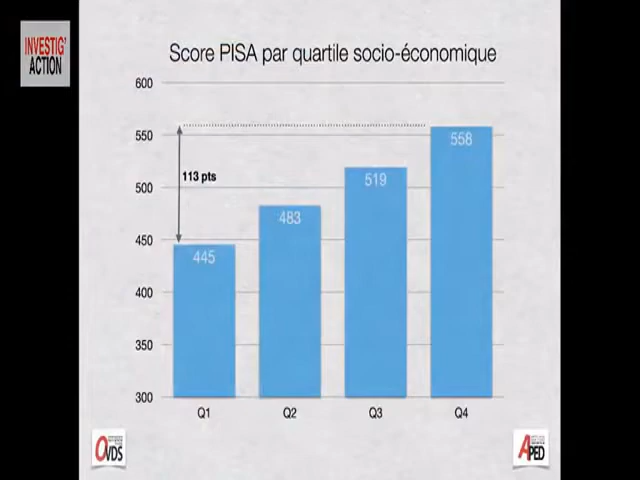 INVESTIG'
ACTION
Score PISA par quartile socio-économique
600
550
500
450
400
350
300
113 pts
445
483
519
558
Q1
Q2
Q3
Q4
OVDS
APED